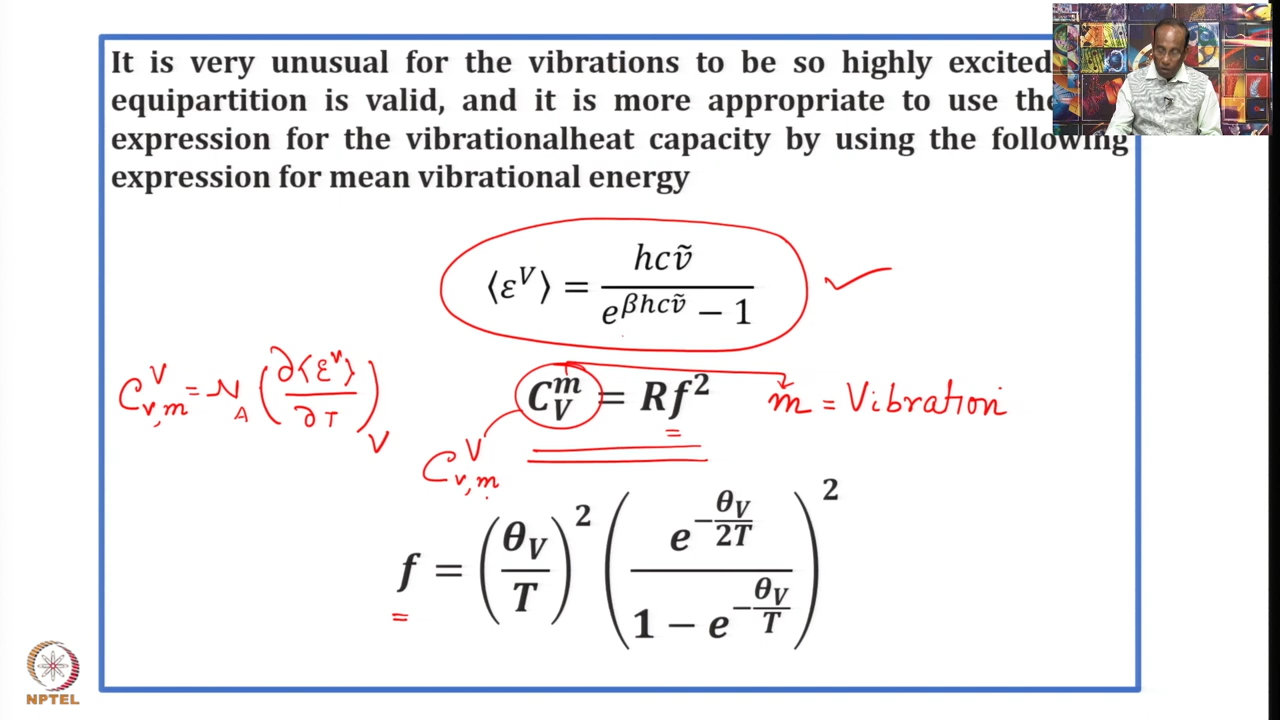 It is very unusual for the vibrations to be so highly excited
equipartition is valid, and it is more appropriate to use
expression for the vibrationalheat capacity by using the following
expression for mean vibrational energy
⟨ε^V⟩ = hcṽ / (e^{βhcṽ} − 1)
C^V_{V,m} = N_A (∂⟨ε^V⟩ / ∂T)_V
C_V^m = Rf^2
m = Vibration
C^V_{V,m}
f = (θ_V / T)^2 (e^{−θ_V/2T} / (1 − e^{−θ_V/T}))^2
NPTEL